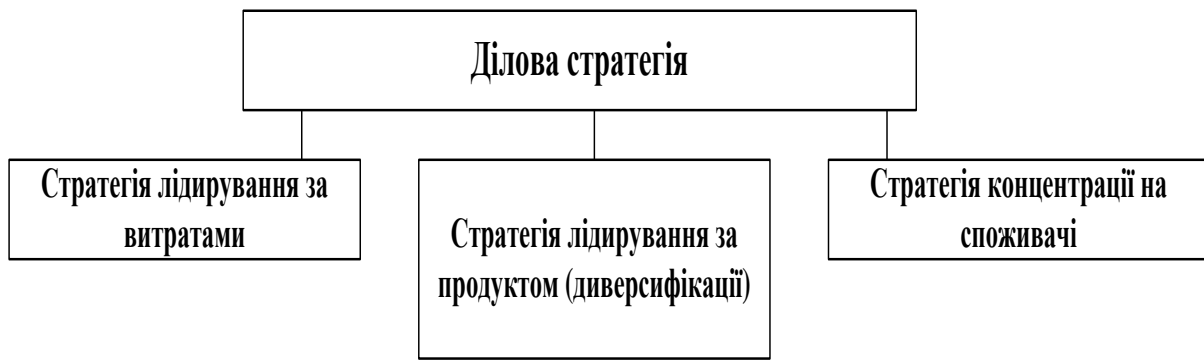 Ділова стратегія
Стратегія лідирування за
витратами
Стратегія лідирування за
продуктом (диверсифікації)
Стратегія концентрації на
споживачі